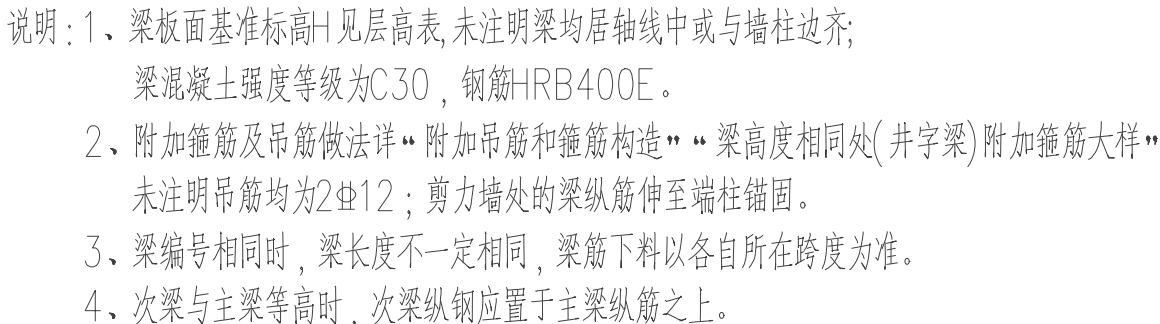 说明：1、梁板面基准标高H见层高表,未注明梁均居轴线中或与墙柱边齐;
梁混凝土强度等级为C30，钢筋HRB400E。
2、附加箍筋及吊筋做法详“附加吊筋和箍筋构造”“梁高度相同处(井字梁)附加箍筋大样”
未注明吊筋均为2Φ12；剪力墙处的梁纵筋伸至端柱锚固。
3、梁编号相同时，梁长度不一定相同，梁筋下料以各自所在跨度为准。
4、次梁与主梁等高时，次梁纵钢应置于主梁纵筋之上。